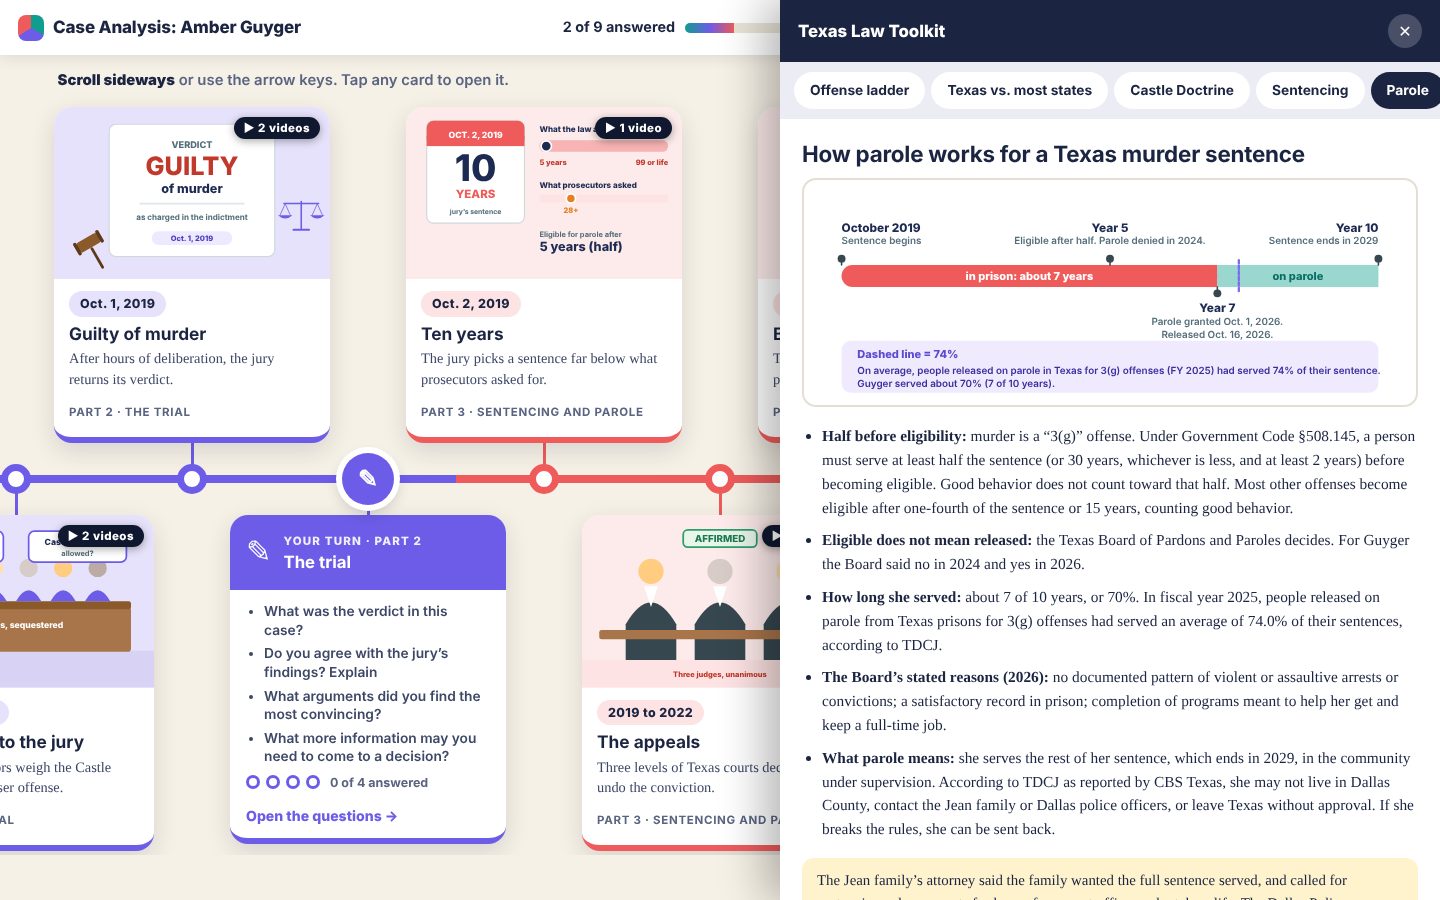 Case Analysis: Amber Guyger
2 of 9 answered
Scroll sideways or use the arrow keys. Tap any card to open it.
▶ 2 videos
VERDICT
GUILTY
of murder
as charged in the indictment
Oct. 1, 2019
Oct. 1, 2019
Guilty of murder
After hours of deliberation, the jury
returns its verdict.
PART 2 · THE TRIAL
▶ 1 video
OCT. 2, 2019
10
YEARS
jury's sentence
What the law a
5 years
99 or life
What prosecutors asked
28+
Eligible for parole after
5 years (half)
Oct. 2, 2019
Ten years
The jury picks a sentence far below what
prosecutors asked for.
PART 3 · SENTENCING AND PAROLE
▶ 2 videos
allowed?
s, sequestered
to the jury
rs weigh the Castle
ser offense.
AL
YOUR TURN · PART 2
The trial
• What was the verdict in this
case?
• Do you agree with the jury's
findings? Explain
• What arguments did you find the
most convincing?
• What more information may you
need to come to a decision?
0 of 4 answered
Open the questions →
AFFIRMED
Three judges, unanimous
2019 to 2022
The appeals
Three levels of Texas courts dec
undo the conviction.
PART 3 · SENTENCING AND PA
Texas Law Toolkit
✕
Offense ladder
Texas vs. most states
Castle Doctrine
Sentencing
Parole
How parole works for a Texas murder sentence
October 2019
Sentence begins
Year 5
Eligible after half. Parole denied in 2024.
Year 10
Sentence ends in 2029
in prison: about 7 years
on parole
Year 7
Parole granted Oct. 1, 2026.
Released Oct. 16, 2026.
Dashed line = 74%
On average, people released on parole in Texas for 3(g) offenses (FY 2025) had served 74% of their sentence.
Guyger served about 70% (7 of 10 years).
• Half before eligibility: murder is a “3(g)” offense. Under Government Code §508.145, a person
must serve at least half the sentence (or 30 years, whichever is less, and at least 2 years) before
becoming eligible. Good behavior does not count toward that half. Most other offenses become
eligible after one-fourth of the sentence or 15 years, counting good behavior.
• Eligible does not mean released: the Texas Board of Pardons and Paroles decides. For Guyger
the Board said no in 2024 and yes in 2026.
• How long she served: about 7 of 10 years, or 70%. In fiscal year 2025, people released on
parole from Texas prisons for 3(g) offenses had served an average of 74.0% of their sentences,
according to TDCJ.
• The Board’s stated reasons (2026): no documented pattern of violent or assaultive arrests or
convictions; a satisfactory record in prison; completion of programs meant to help her get and
keep a full-time job.
• What parole means: she serves the rest of her sentence, which ends in 2029, in the community
under supervision. According to TDCJ as reported by CBS Texas, she may not live in Dallas
County, contact the Jean family or Dallas police officers, or leave Texas without approval. If she
breaks the rules, she can be sent back.
The Jean family’s attorney said the family wanted the full sentence served, and called for